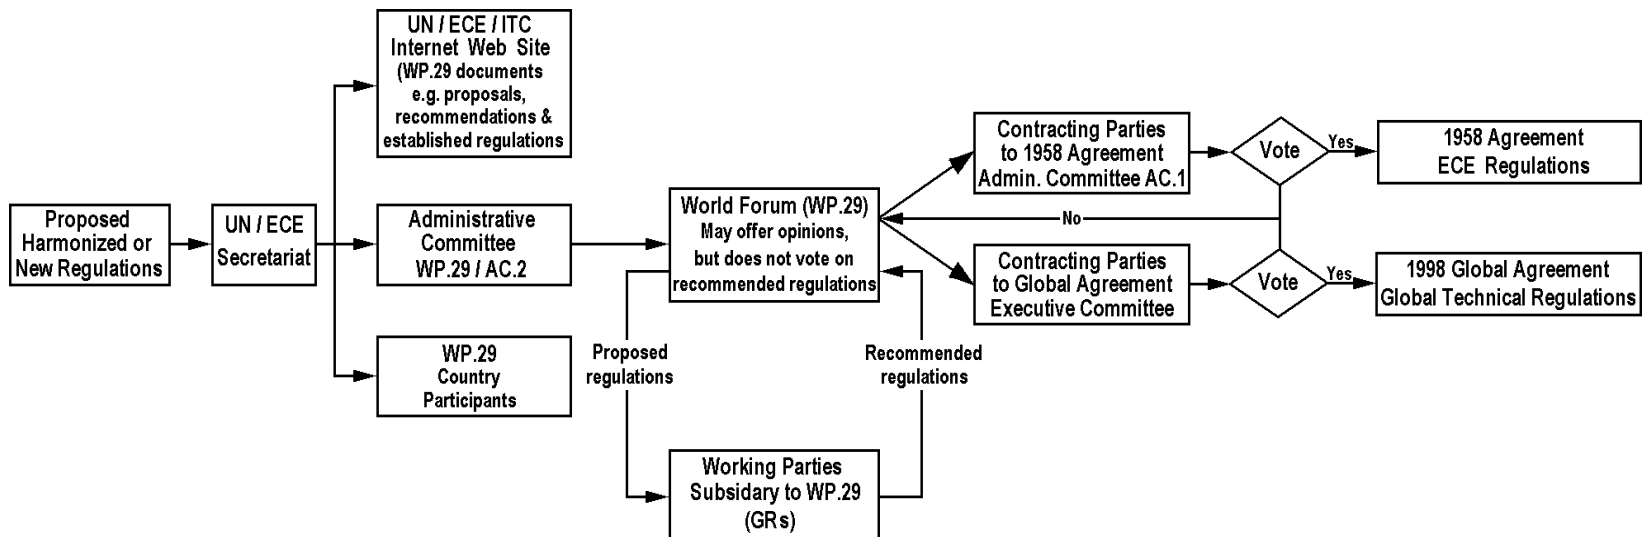 Proposed
Harmonized or
New Regulations
UN / ECE
Secretariat
UN / ECE / ITC
Internet Web Site
(WP.29 documents
e.g. proposals,
recommendations &
established regulations
Administrative
Committee
WP.29 / AC.2
WP.29
Country
Participants
World Forum (WP.29)
May offer opinions,
but does not vote on
recommended regulations
Proposed
regulations
Recommended
regulations
Working Parties
Subsidary to WP.29
(GRs)
Contracting Parties
to 1958 Agreement
Admin. Committee AC.1
Vote
Yes
1958 Agreement
ECE Regulations
No
Contracting Parties
to Global Agreement
Executive Committee
Vote
Yes
1998 Global Agreement
Global Technical Regulations